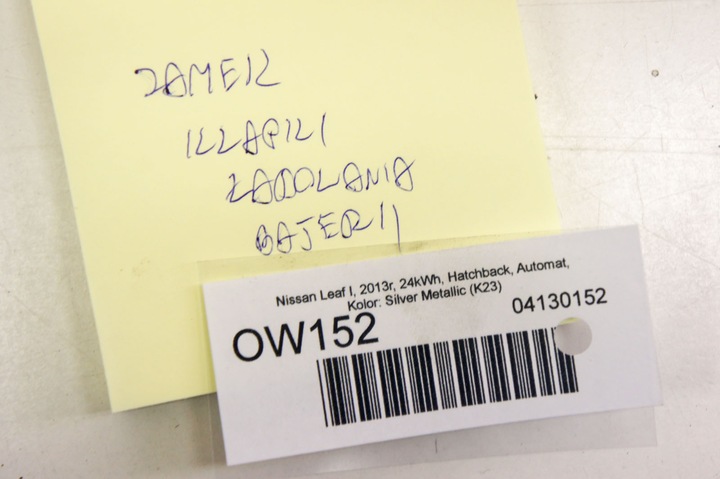 ZAMEK
KLAPKI
ŁADOWANIA
BATERII
Nissan Leaf I, 2013r, 24kWh, Hatchback, Automat,
Kolor: Silver Metallic (K23)
OW152
04130152